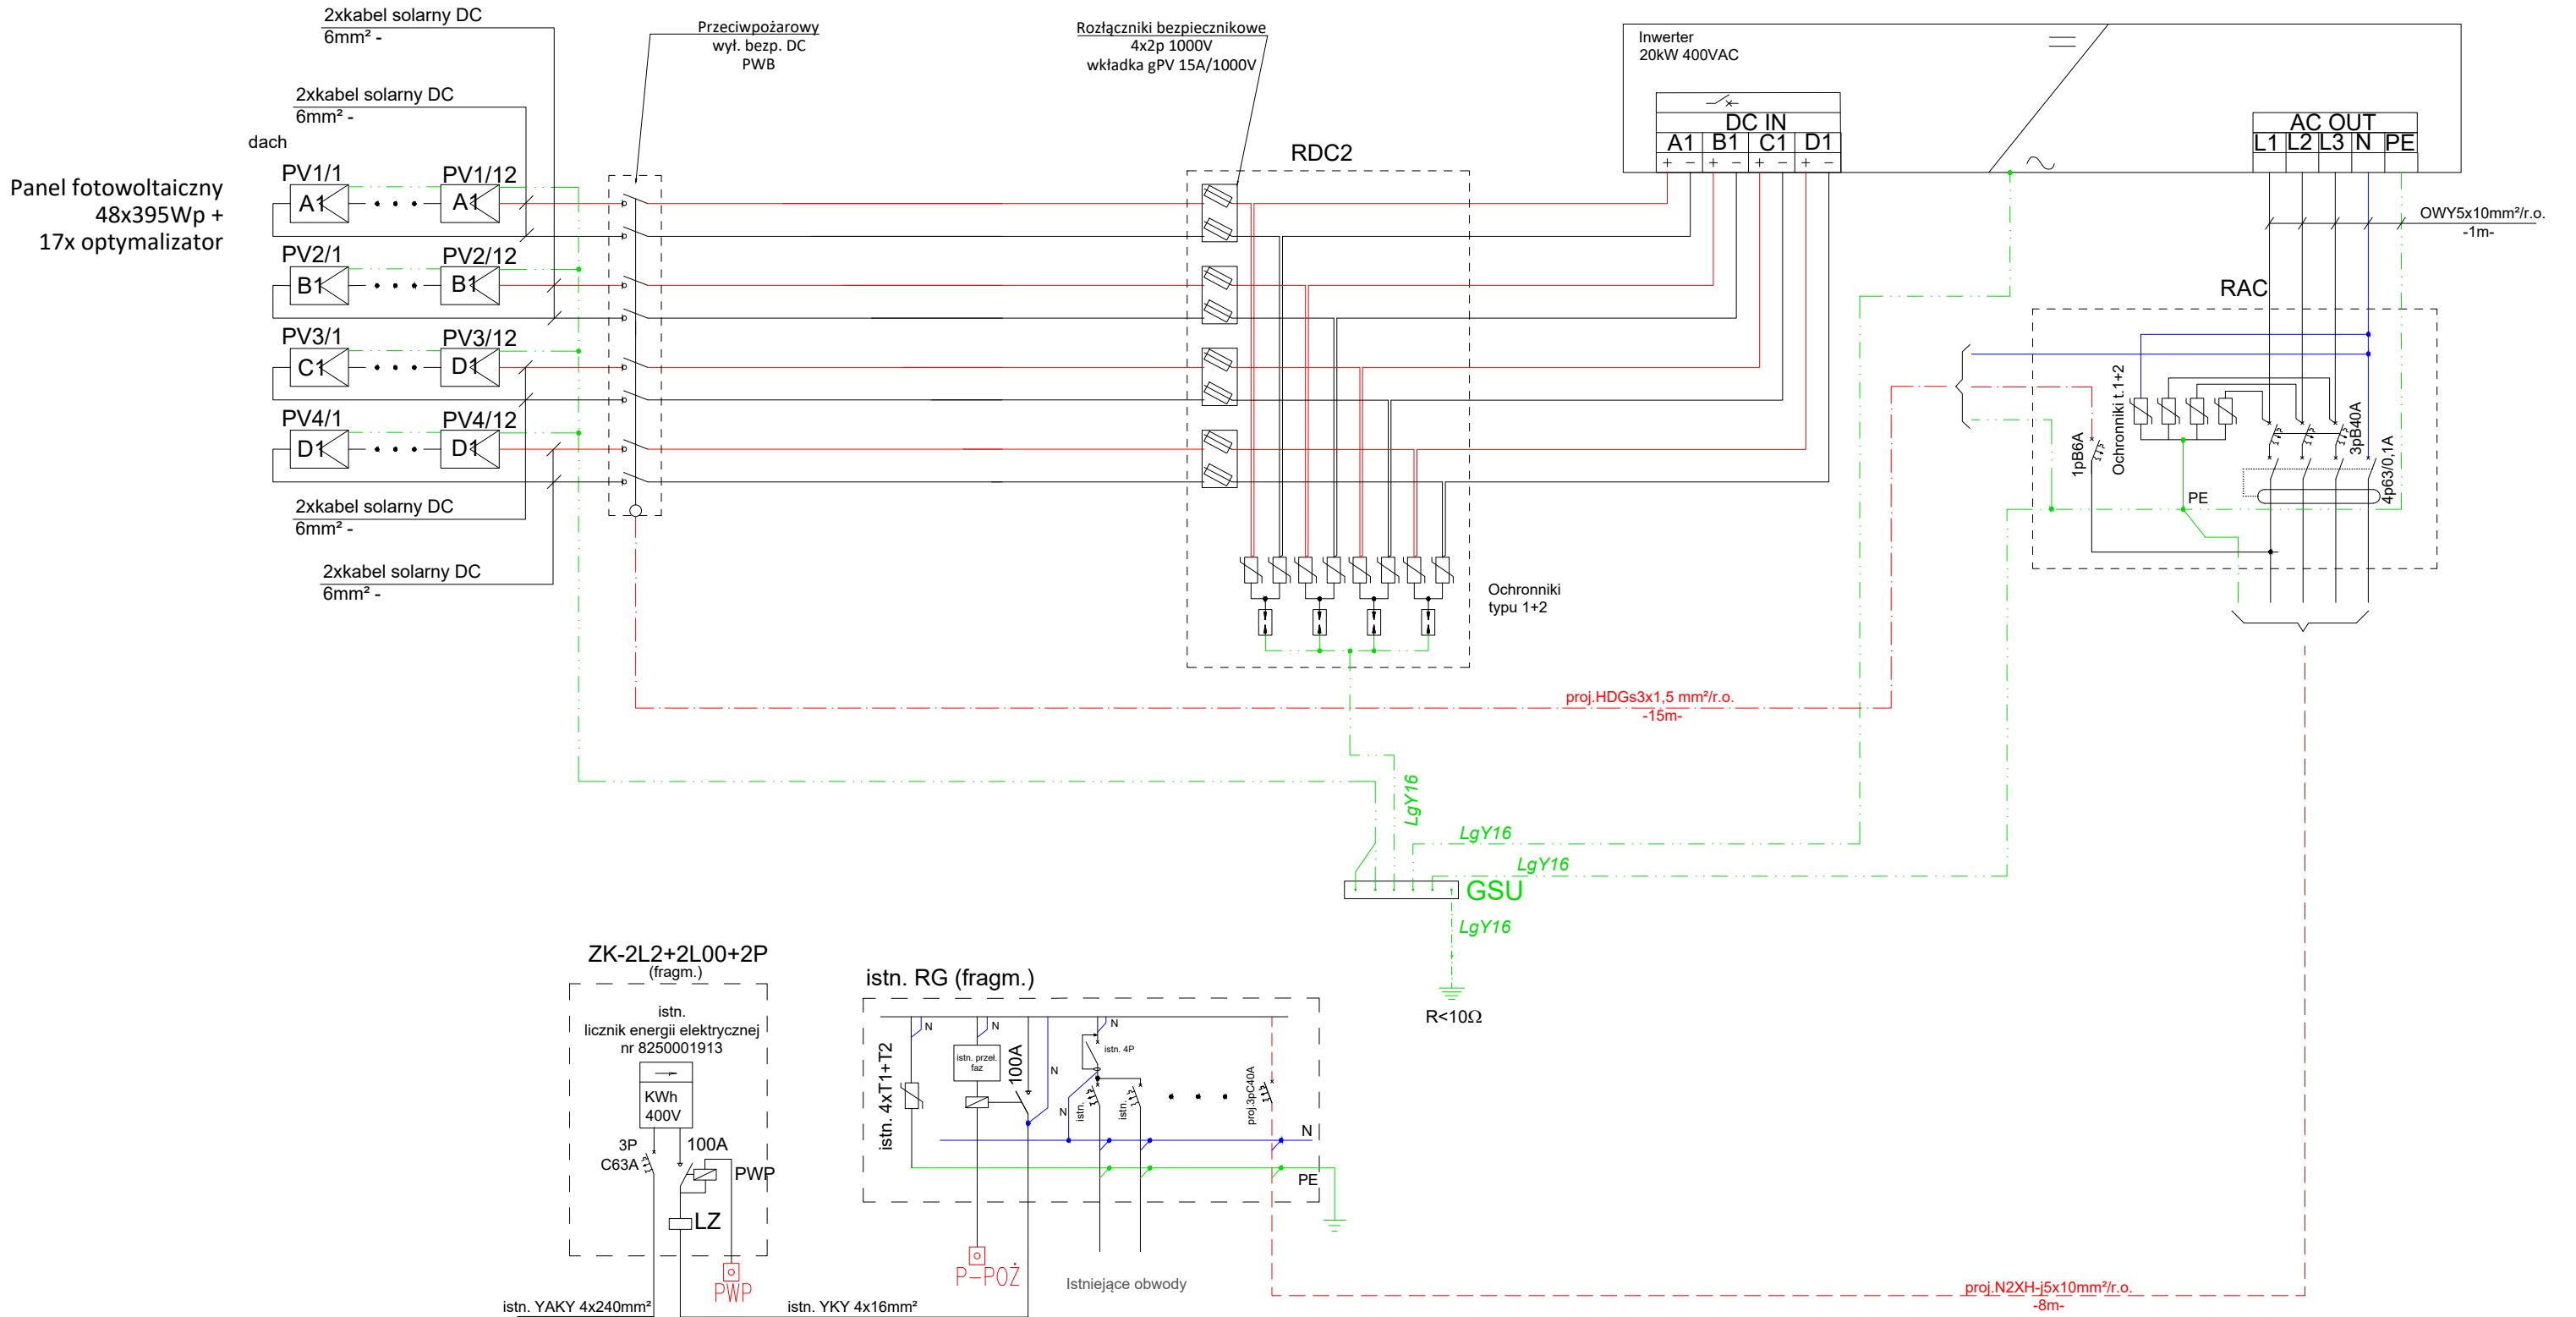 2xkabel solarny DC
6mm² -
2xkabel solarny DC
6mm² -
dach
Panel fotowoltaiczny
48x395Wp +
17x optymalizator
PV1/1
PV1/12
A1
A1
PV2/1
PV2/12
B1
B1
PV3/1
PV3/12
C1
D1
PV4/1
PV4/12
D1
D1
2xkabel solarny DC
6mm² -
2xkabel solarny DC
6mm² -
Przeciwpożarowy
wył. bezp. DC
PWB
Rozłączniki bezpiecznikowe
4x2p 1000V
wkładka gPV 15A/1000V
RDC2
Ochronniki
typu 1+2
Inwerter
20kW 400VAC
DC IN
A1 B1 C1 D1
+ − + − + − + −
AC OUT
L1 L2 L3 N PE
OWY5x10mm²/r.o.
-1m-
RAC
Ochronniki t.1+2
1pB6A
3pB40A
4p63/0,1A
PE
proj.HDGs3x1,5 mm²/r.o.
-15m-
LgY16
LgY16
LgY16
GSU
LgY16
R<10Ω
ZK-2L2+2L00+2P
(fragm.)
istn.
licznik energii elektrycznej
nr 8250001913
KWh
400V
3P
C63A
100A
PWP
LZ
PWP
istn. YAKY 4x240mm²
istn. YKY 4x16mm²
istn. RG (fragm.)
istn. 4xT1+T2
N
istn. przeł.
faz
N
100A
N
N
istn. 4P
N
istn.
istn.
proj.3pC40A
N
PE
P-POŻ
Istniejące obwody
proj.N2XH-j5x10mm²/r.o.
-8m-